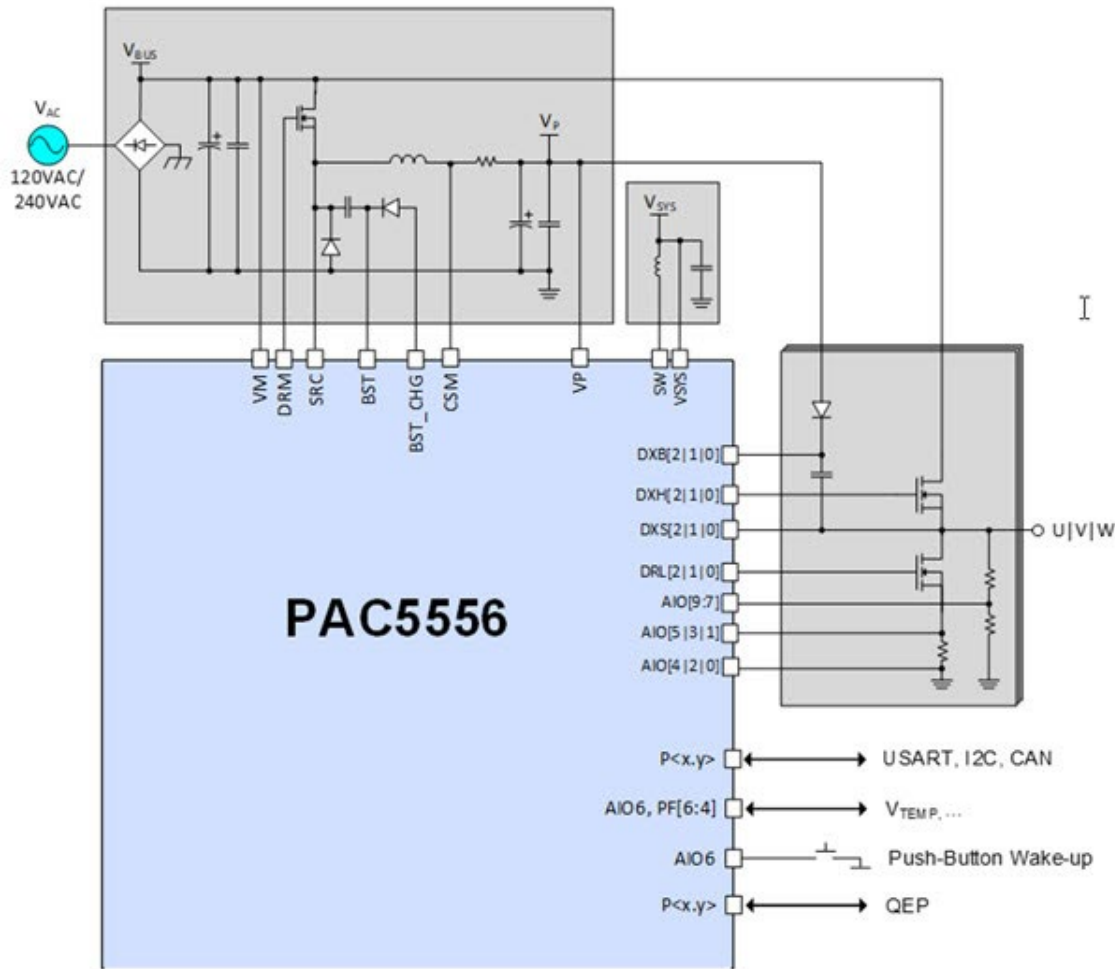 V_BUS
V_AC
120VAC/
240VAC
V_P
V_SYS
VM
DRM
SRC
BST
BST_CHG
CSM
VP
SW
VSYS
DXB[2|1|0]
DXH[2|1|0]
DXS[2|1|0]
U|V|W
DRL[2|1|0]
AIO[9:7]
AIO[5|3|1]
AIO[4|2|0]
PAC5556
P<x.y> USART, I2C, CAN
AIO6, PF[6:4] V_TEMP, ...
AIO6 Push-Button Wake-up
P<x.y> QEP